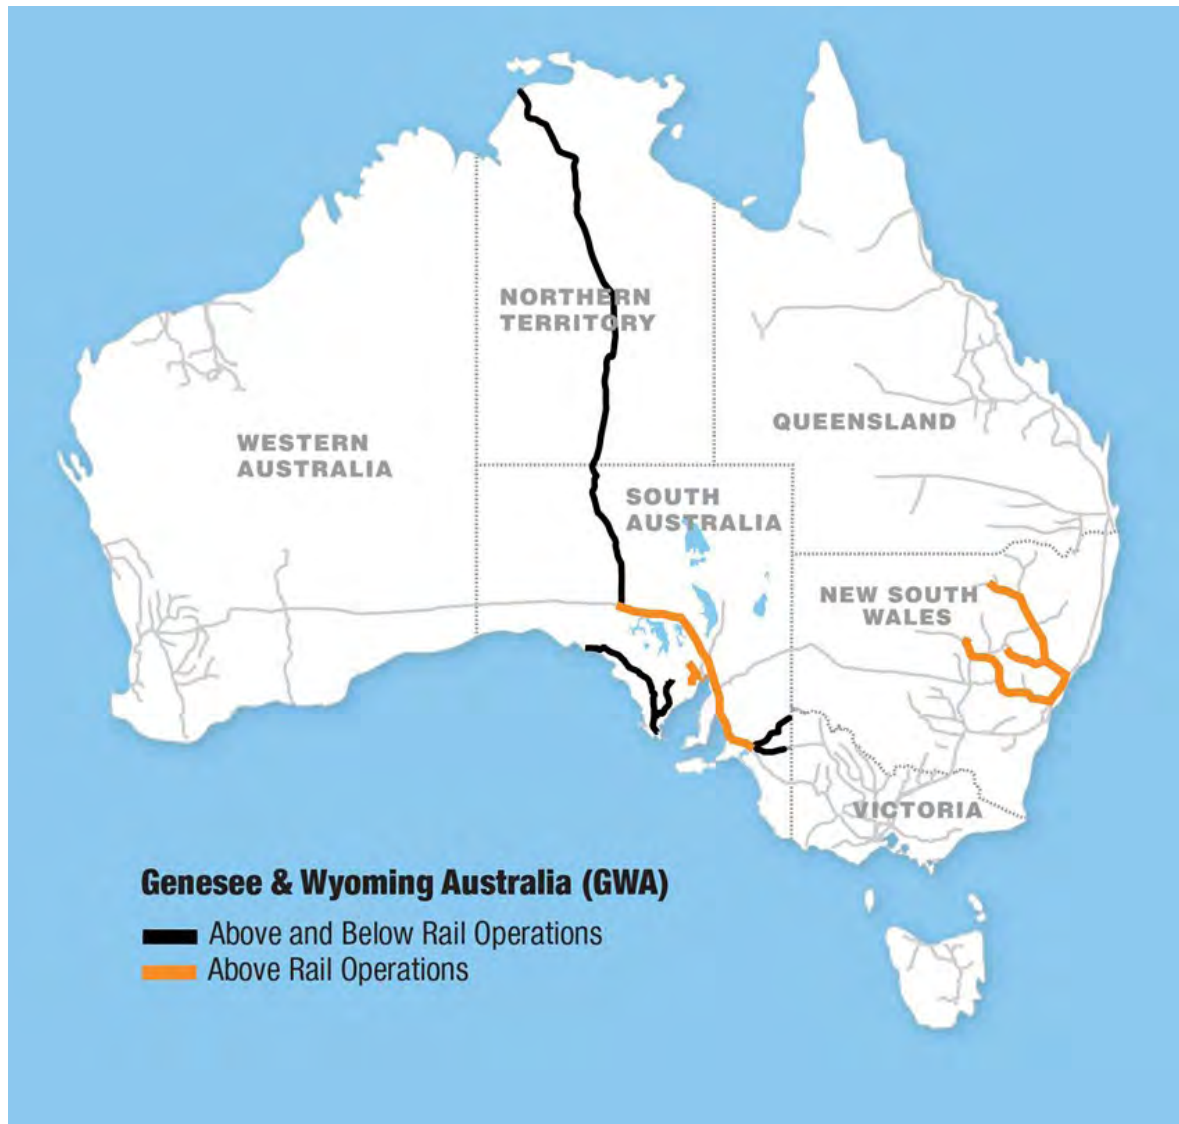 NORTHERN
TERRITORY
WESTERN
AUSTRALIA
QUEENSLAND
SOUTH
AUSTRALIA
NEW SOUTH
WALES
VICTORIA
Genesee & Wyoming Australia (GWA)
Above and Below Rail Operations
Above Rail Operations